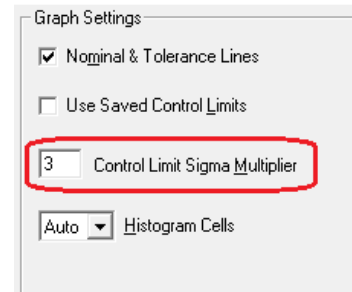 Graph Settings
Nominal & Tolerance Lines
Use Saved Control Limits
3 Control Limit Sigma Multiplier
Auto Histogram Cells